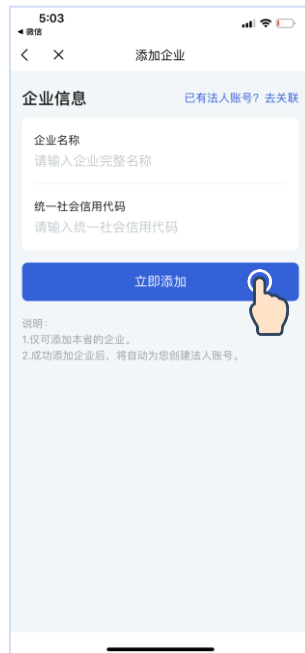 5:03
◀ 微信
添加企业
企业信息
已有法人账号？去关联
企业名称
请输入企业完整名称
统一社会信用代码
请输入统一社会信用代码
立即添加
说明：
1.仅可添加本省的企业。
2.成功添加企业后，将自动为您创建法人账号。